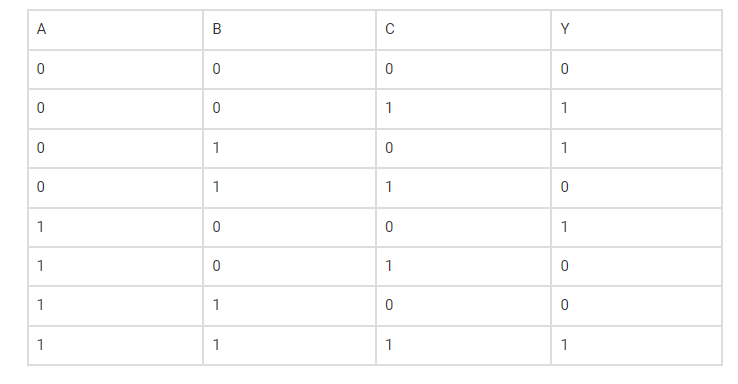 A B C Y
0 0 0 0
0 0 1 1
0 1 0 1
0 1 1 0
1 0 0 1
1 0 1 0
1 1 0 0
1 1 1 1